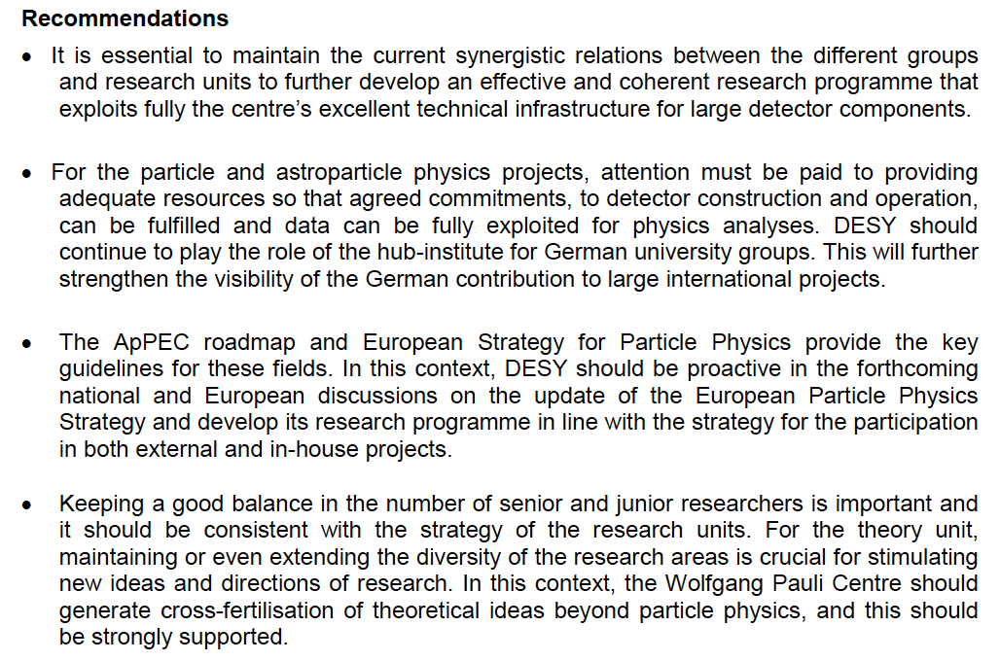 Recommendations
• It is essential to maintain the current synergistic relations between the different groups
and research units to further develop an effective and coherent research programme that
exploits fully the centre’s excellent technical infrastructure for large detector components.
• For the particle and astroparticle physics projects, attention must be paid to providing
adequate resources so that agreed commitments, to detector construction and operation,
can be fulfilled and data can be fully exploited for physics analyses. DESY should
continue to play the role of the hub-institute for German university groups. This will further
strengthen the visibility of the German contribution to large international projects.
• The ApPEC roadmap and European Strategy for Particle Physics provide the key
guidelines for these fields. In this context, DESY should be proactive in the forthcoming
national and European discussions on the update of the European Particle Physics
Strategy and develop its research programme in line with the strategy for the participation
in both external and in-house projects.
• Keeping a good balance in the number of senior and junior researchers is important and
it should be consistent with the strategy of the research units. For the theory unit,
maintaining or even extending the diversity of the research areas is crucial for stimulating
new ideas and directions of research. In this context, the Wolfgang Pauli Centre should
generate cross-fertilisation of theoretical ideas beyond particle physics, and this should
be strongly supported.